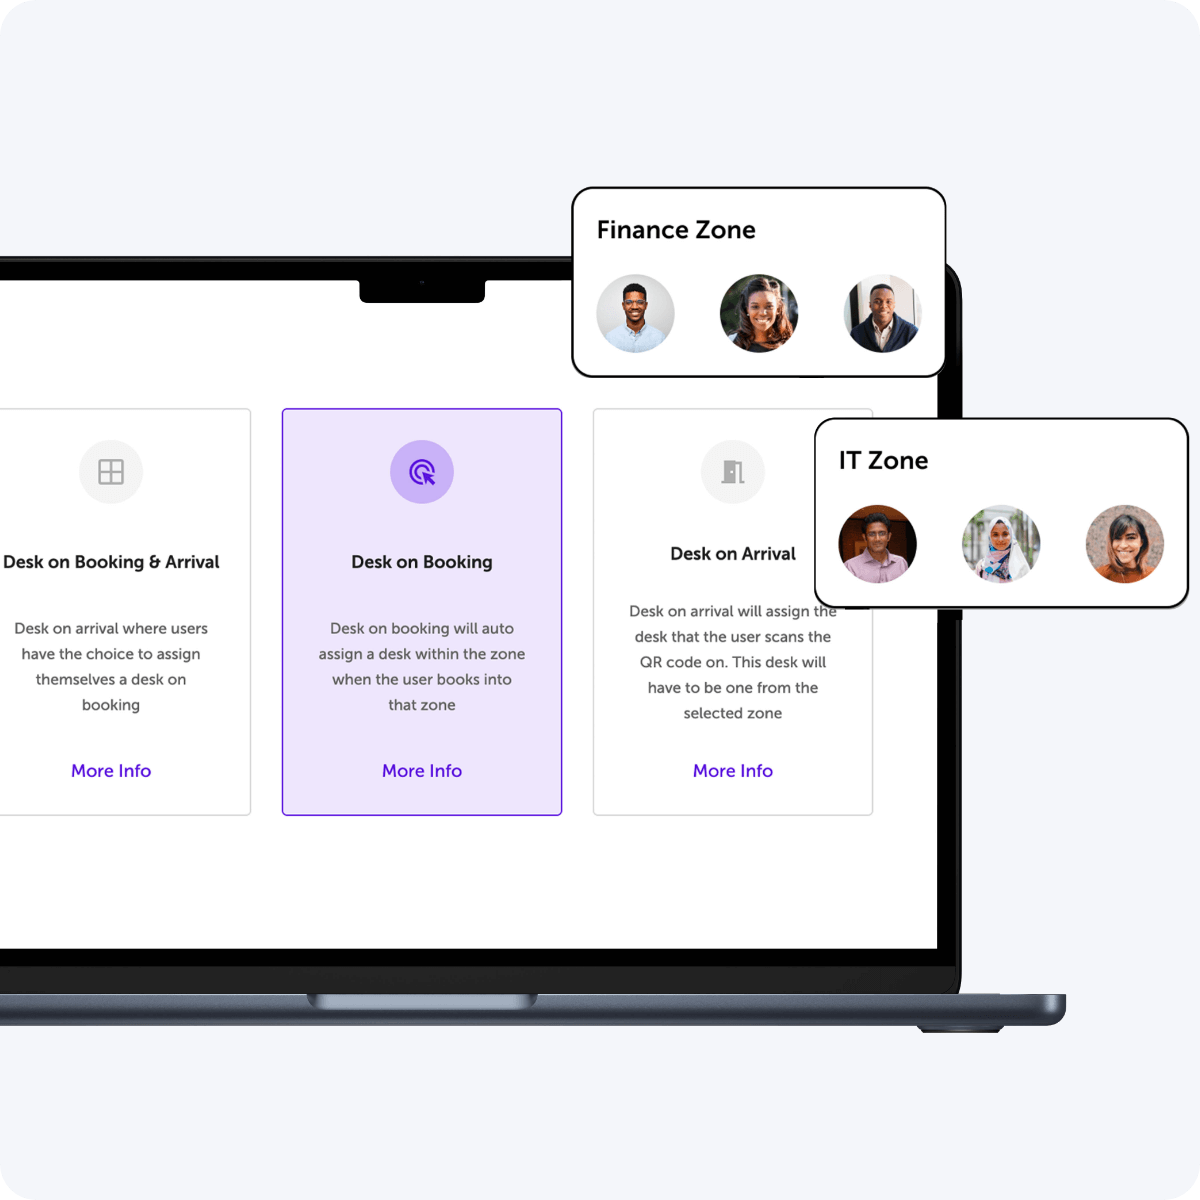 Finance Zone
IT Zone
Desk on Booking & Arrival
Desk on arrival where users
have the choice to assign
themselves a desk on
booking
More Info
Desk on Booking
Desk on booking will auto
assign a desk within the zone
when the user books into
that zone
More Info
Desk on Arrival
Desk on arrival will assign the
desk that the user scans the
QR code on. This desk will
have to be one from the
selected zone
More Info